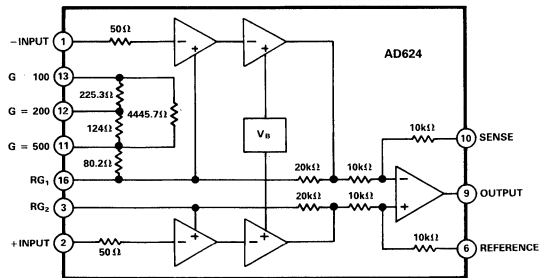 50Ω
−INPUT 1
AD624
G 100 13
225.3Ω
G = 200 12
4445.7Ω
124Ω
VB
10kΩ
G = 500 11
10 SENSE
80.2Ω
20kΩ 10kΩ
RG1 16
9 OUTPUT
RG2 3
20kΩ 10kΩ
10kΩ
+INPUT 2
6 REFERENCE
50Ω